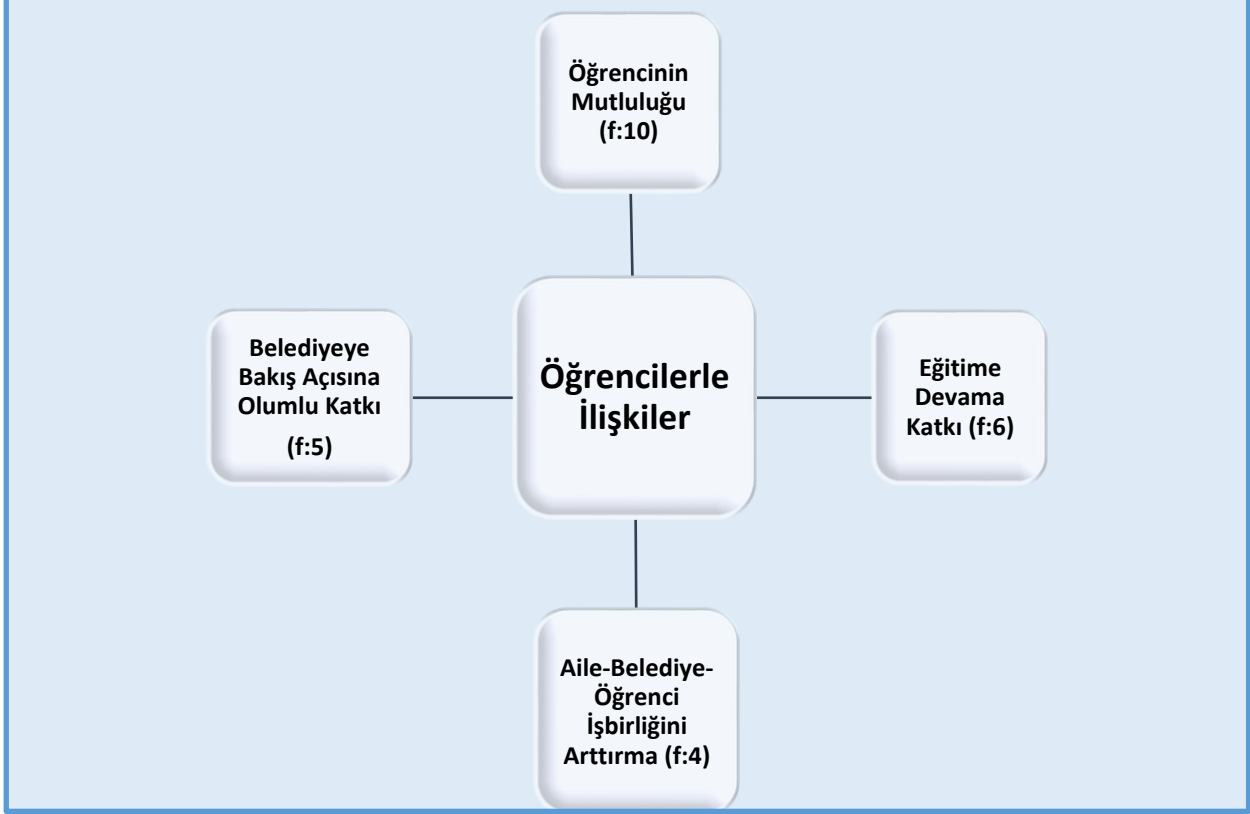 Öğrencinin
Mutluluğu
(f:10)
Belediyeye
Bakış Açısına
Olumlu Katkı
(f:5)
Öğrencilerle
İlişkiler
Eğitime
Devama
Katkı (f:6)
Aile-Belediye-
Öğrenci
İşbirliğini
Arttırma (f:4)